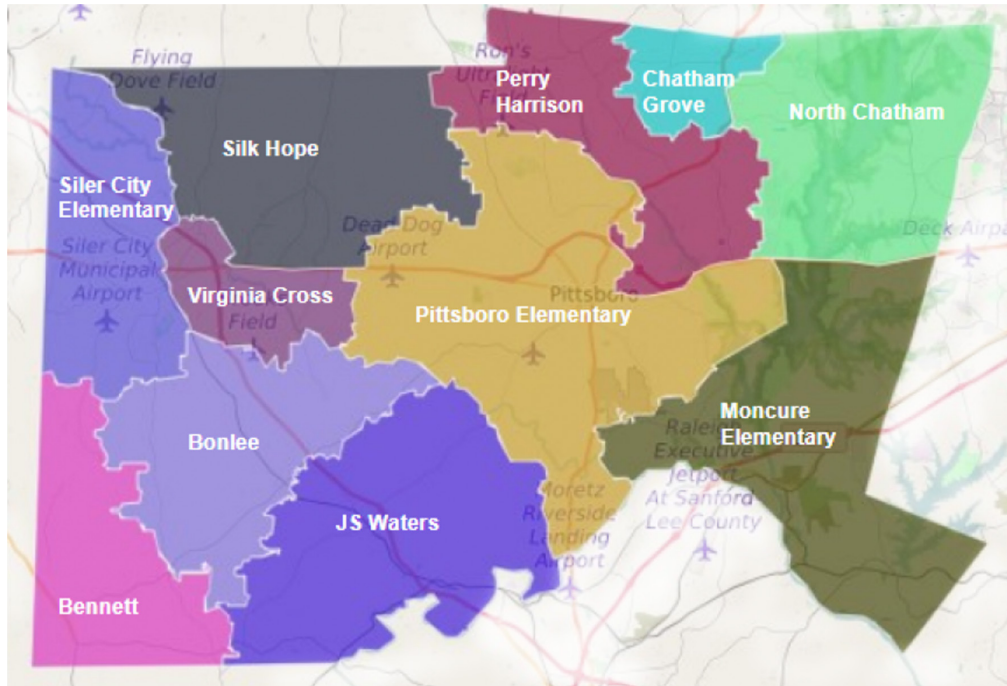 Flying
Dove Field
Ron's
Ultralight
Field
Perry
Harrison
Chatham
Grove
North Chatham
Silk Hope
Siler City
Elementary
Dead Dog
Airport
Deck Airpa
Siler City
Municipal
Airport
Virginia Cross
Field
Pittsboro
Pittsboro Elementary
Moncure
Elementary
Bonlee
Raleigh
Executive
Jetport
At Sanford
Lee County
JS Waters
Moretz
Riverside
Landing
Airport
Bennett